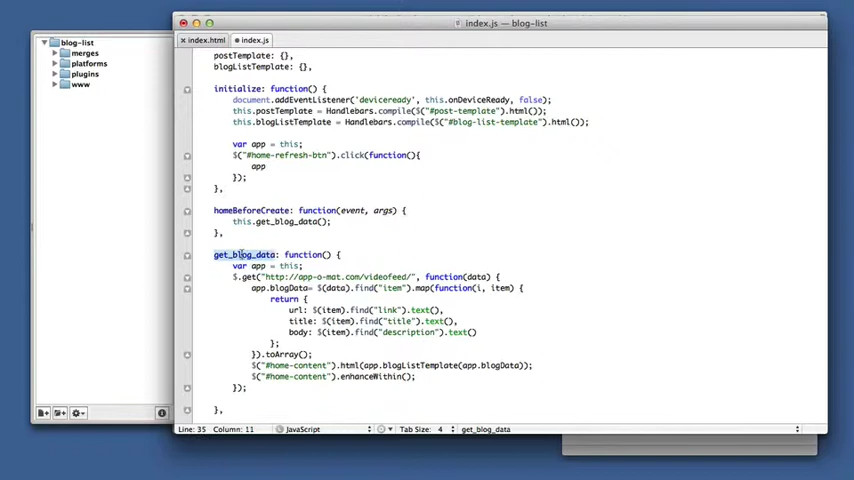 index.js — blog-list
blog-list
merges
platforms
plugins
www
index.html
index.js
postTemplate: {},
blogListTemplate: {},
initialize: function() {
document.addEventListener('deviceready', this.onDeviceReady, false);
this.postTemplate = Handlebars.compile($("#post-template").html());
this.blogListTemplate = Handlebars.compile($("#blog-list-template").html());
var app = this;
$("#home-refresh-btn").click(function(){
app
});
},
homeBeforeCreate: function(event, args) {
this.get_blog_data();
},
get_blog_data: function() {
var app = this;
$.get("http://app-o-mat.com/videofeed/", function(data) {
app.blogData= $(data).find("item").map(function(i, item) {
return {
url: $(item).find("link").text(),
title: $(item).find("title").text(),
body: $(item).find("description").text()
};
}).toArray();
$("#home-content").html(app.blogListTemplate(app.blogData));
$("#home-content").enhanceWithin();
});
},
Line: 35 Column: 11 JavaScript Tab Size: 4 get_blog_data